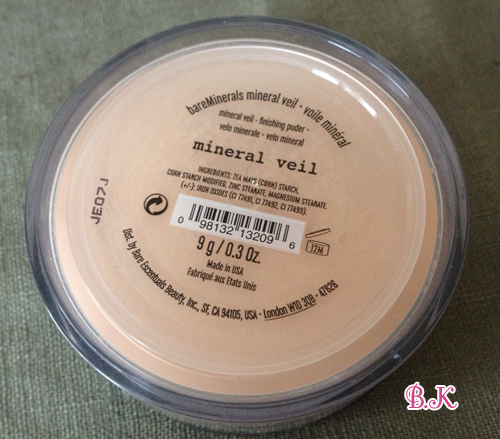 bareMinerals mineral veil - voile minéral
mineral veil - finishing puder -
velo minerale - velo mineral
mineral veil
INGREDIENTS: ZEA MAYS (CORN) STARCH,
CORN STARCH MODIFIER, ZINC STEARATE, MAGNESIUM STEARATE.
(+/-): IRON OXIDES (CI 77491, CI 77492, CI 77499).
0 98132 13209 6
9 g / 0.3 Oz.
12M
Made in USA
Fabriqué aux Etats Unis
Dist. by Bare Escentuals Beauty, Inc., SF, CA 94105, USA - London W10 3QB - 47626
JE07J
B.K